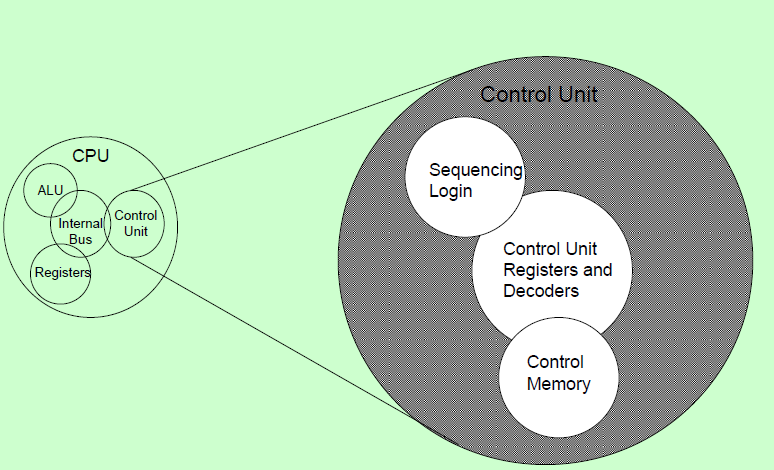 CPU
ALU
Internal
Bus
Control
Unit
Registers
Control Unit
Sequencing
Login
Control Unit
Registers and
Decoders
Control
Memory